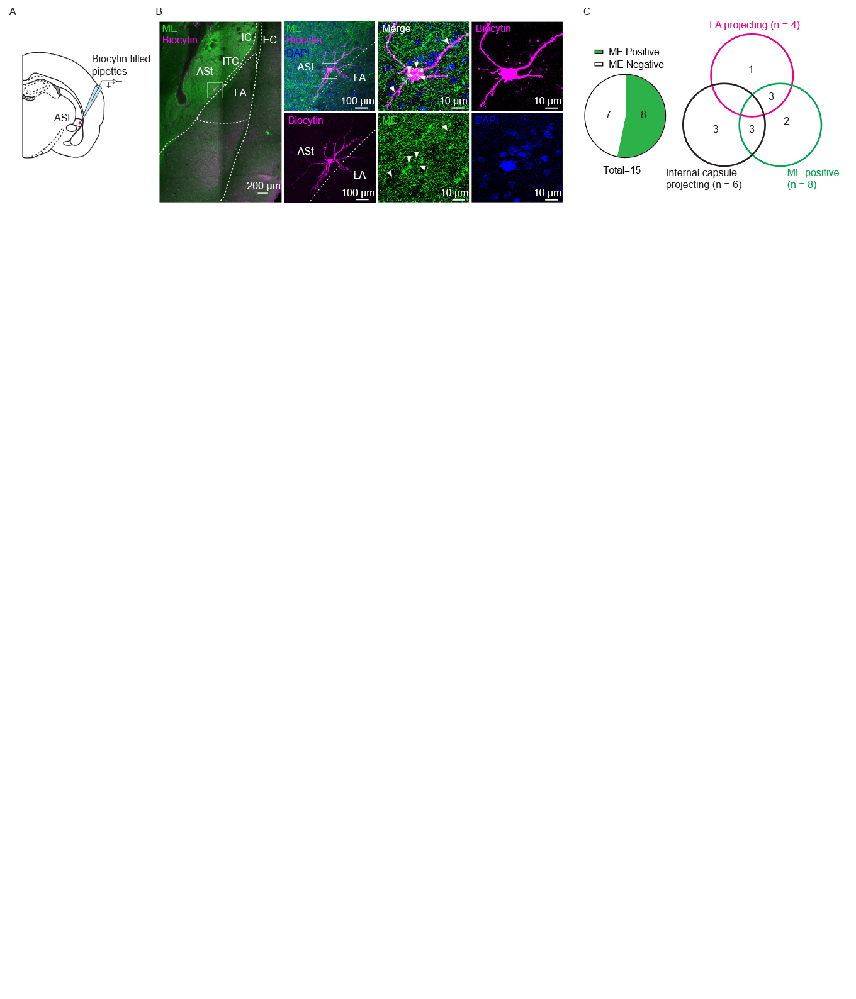 A
Biocytin filled
pipettes
ASt
B
ME
Biocytin
IC
EC
ITC
ASt
LA
200 µm
ME
Biocytin
DAPI
ASt
LA
100 µm
Merge
10 µm
Biocytin
10 µm
Biocytin
ASt
LA
100 µm
ME
10 µm
DAPI
10 µm
C
ME Positive
ME Negative
7
8
Total=15
LA projecting (n = 4)
1
3
3
3
2
Internal capsule
projecting (n = 6)
ME positive
(n = 8)